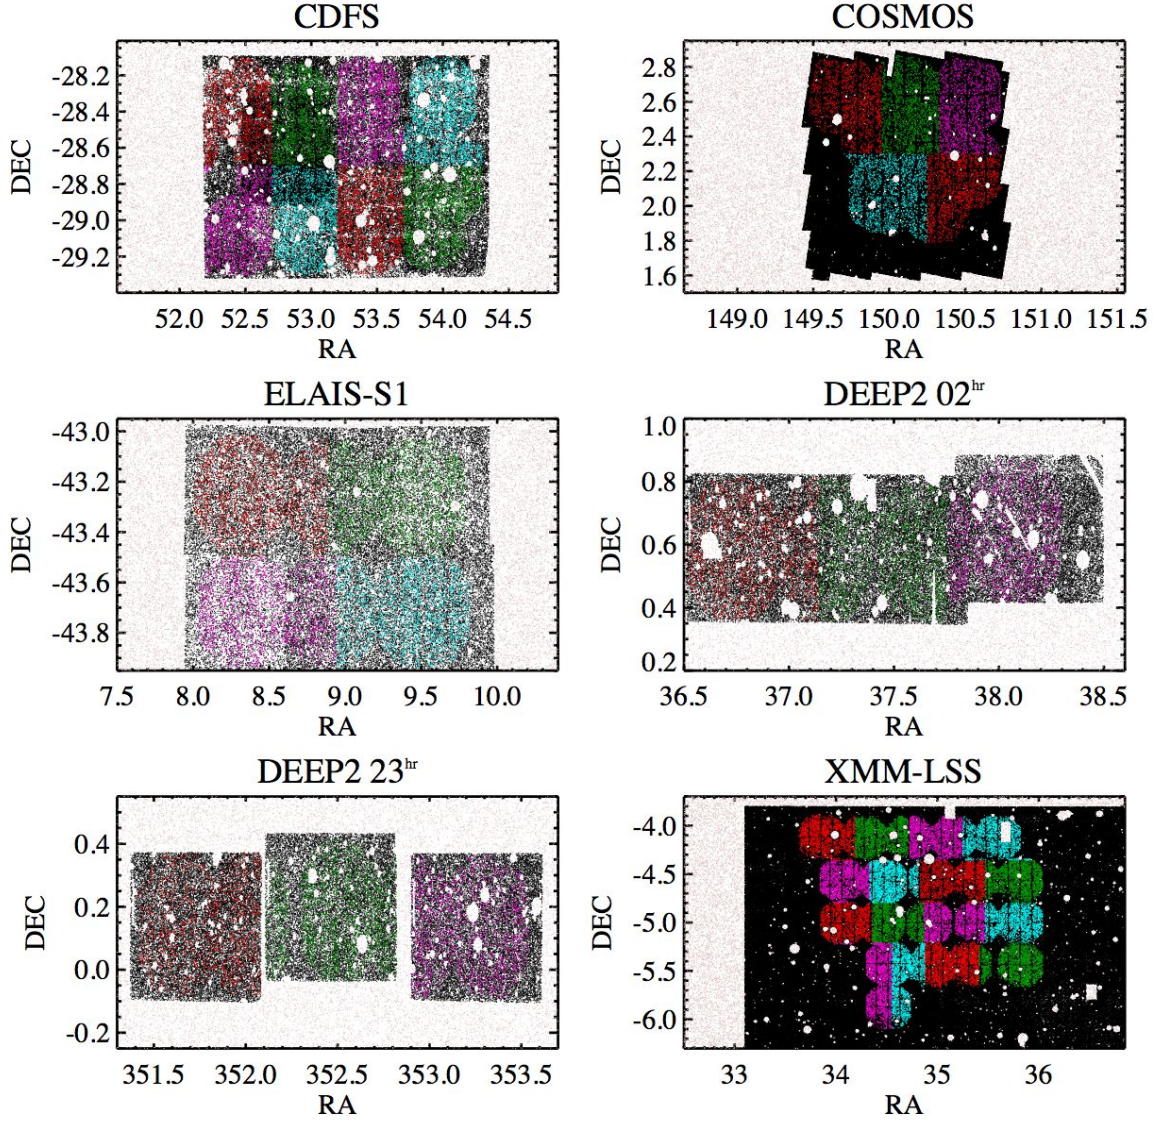 CDFS
DEC
-28.2
-28.4
-28.6
-28.8
-29.0
-29.2
52.0 52.5 53.0 53.5 54.0 54.5
RA
COSMOS
DEC
2.8
2.6
2.4
2.2
2.0
1.8
1.6
149.0 149.5 150.0 150.5 151.0 151.5
RA
ELAIS-S1
DEC
-43.0
-43.2
-43.4
-43.6
-43.8
7.5 8.0 8.5 9.0 9.5 10.0
RA
DEEP2 02hr
DEC
1.0
0.8
0.6
0.4
0.2
36.5 37.0 37.5 38.0 38.5
RA
DEEP2 23hr
DEC
0.4
0.2
0.0
-0.2
351.5 352.0 352.5 353.0 353.5
RA
XMM-LSS
DEC
-4.0
-4.5
-5.0
-5.5
-6.0
33 34 35 36
RA